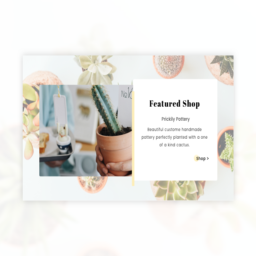 Featured Shop
Prickly Pottery
Beautiful custome handmade
pottery perfectly planted with a one
of a kind cactus.
Shop >